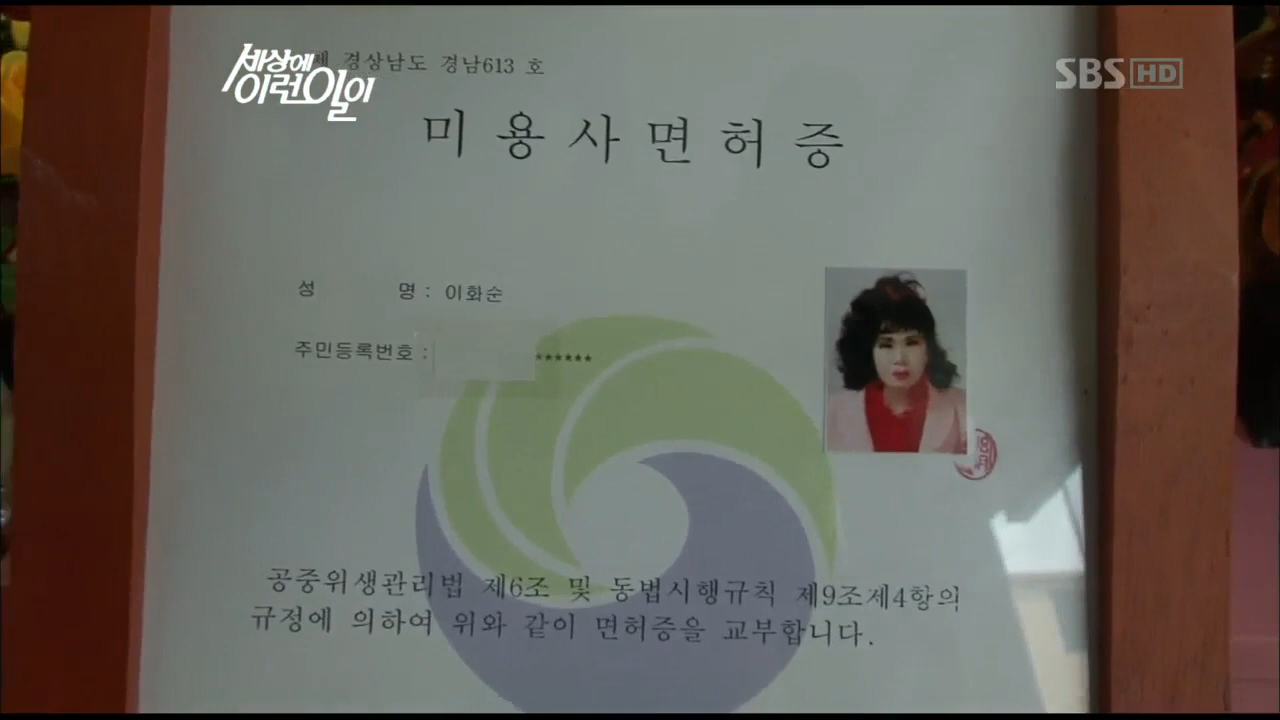 세상에
이런일이
SBS HD
제 경상남도 경남613 호
미용사면허증
성 명 : 이화순
주민등록번호 : ******
공중위생관리법 제6조 및 동법시행규칙 제9조제4항의
규정에 의하여 위와 같이 면허증을 교부합니다.